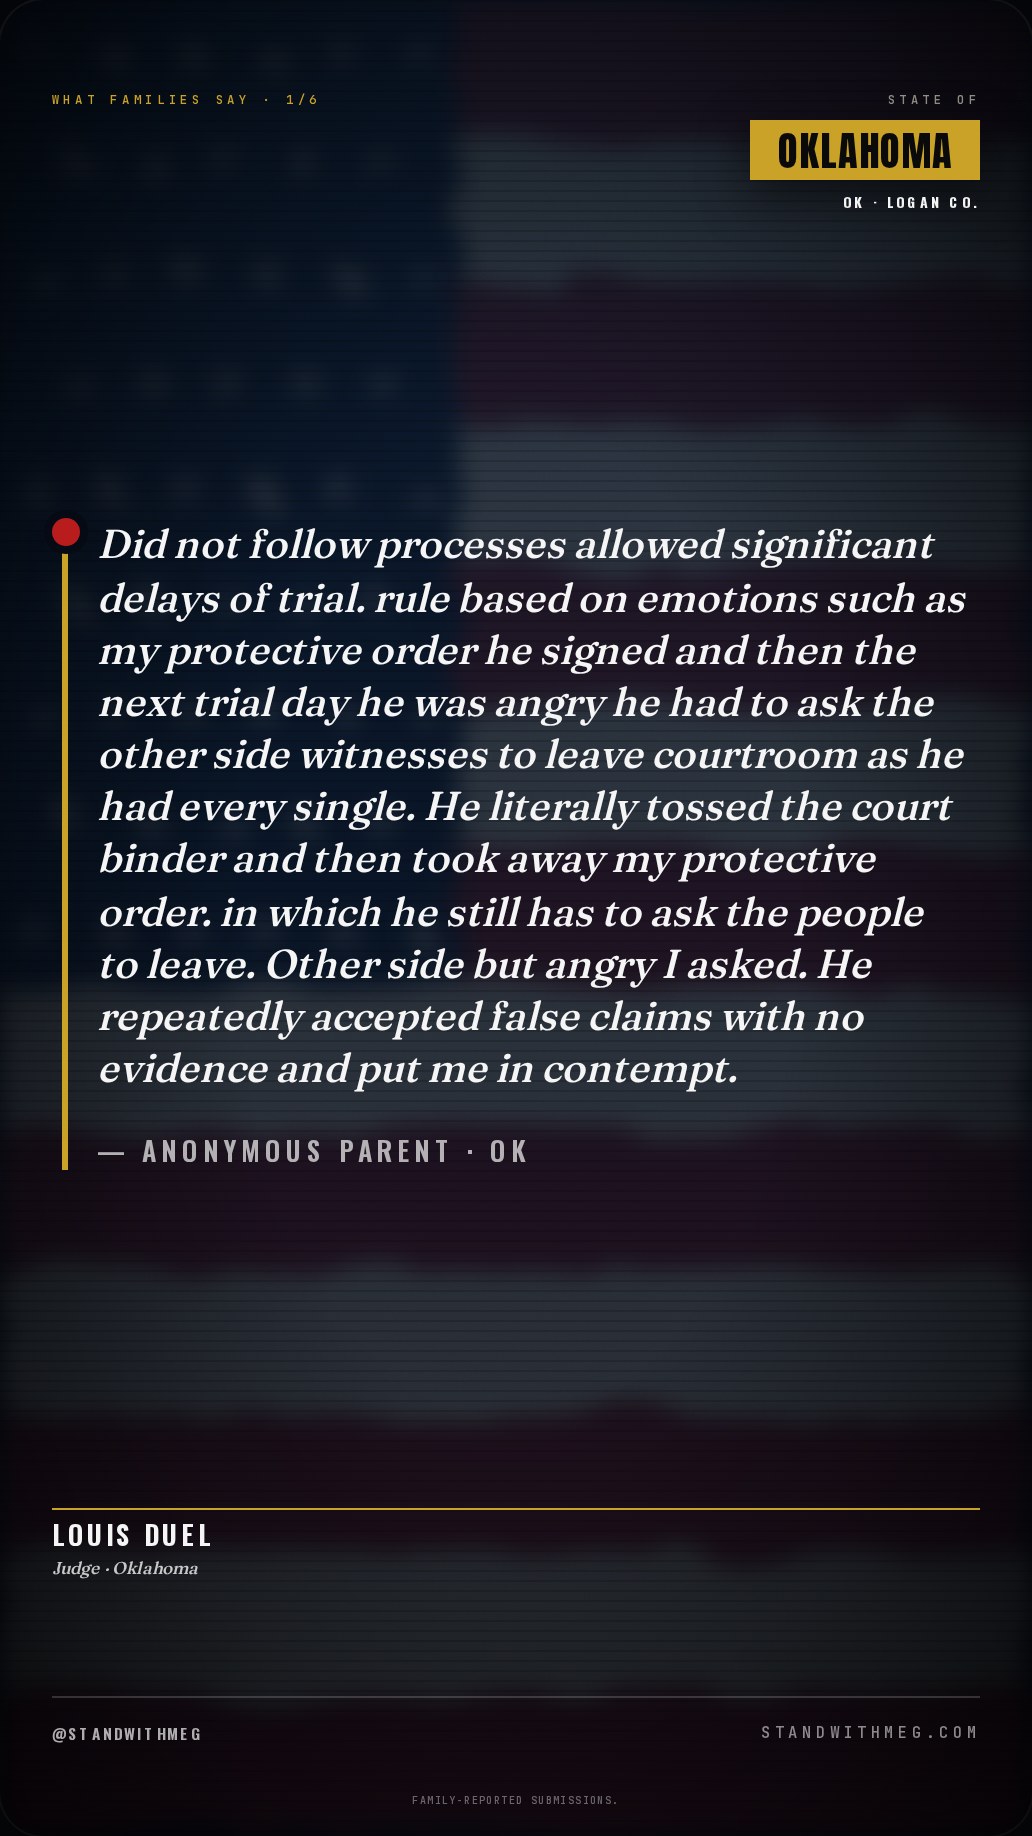 WHAT FAMILIES SAY · 1/6
STATE OF
OKLAHOMA
OK · LOGAN CO.
Did not follow processes allowed significant
delays of trial. rule based on emotions such as
my protective order he signed and then the
next trial day he was angry he had to ask the
other side witnesses to leave courtroom as he
had every single. He literally tossed the court
binder and then took away my protective
order. in which he still has to ask the people
to leave. Other side but angry I asked. He
repeatedly accepted false claims with no
evidence and put me in contempt.
— ANONYMOUS PARENT · OK
LOUIS DUEL
Judge · Oklahoma
@STANDWITHMEG
STANDWITHMEG.COM
FAMILY-REPORTED SUBMISSIONS.